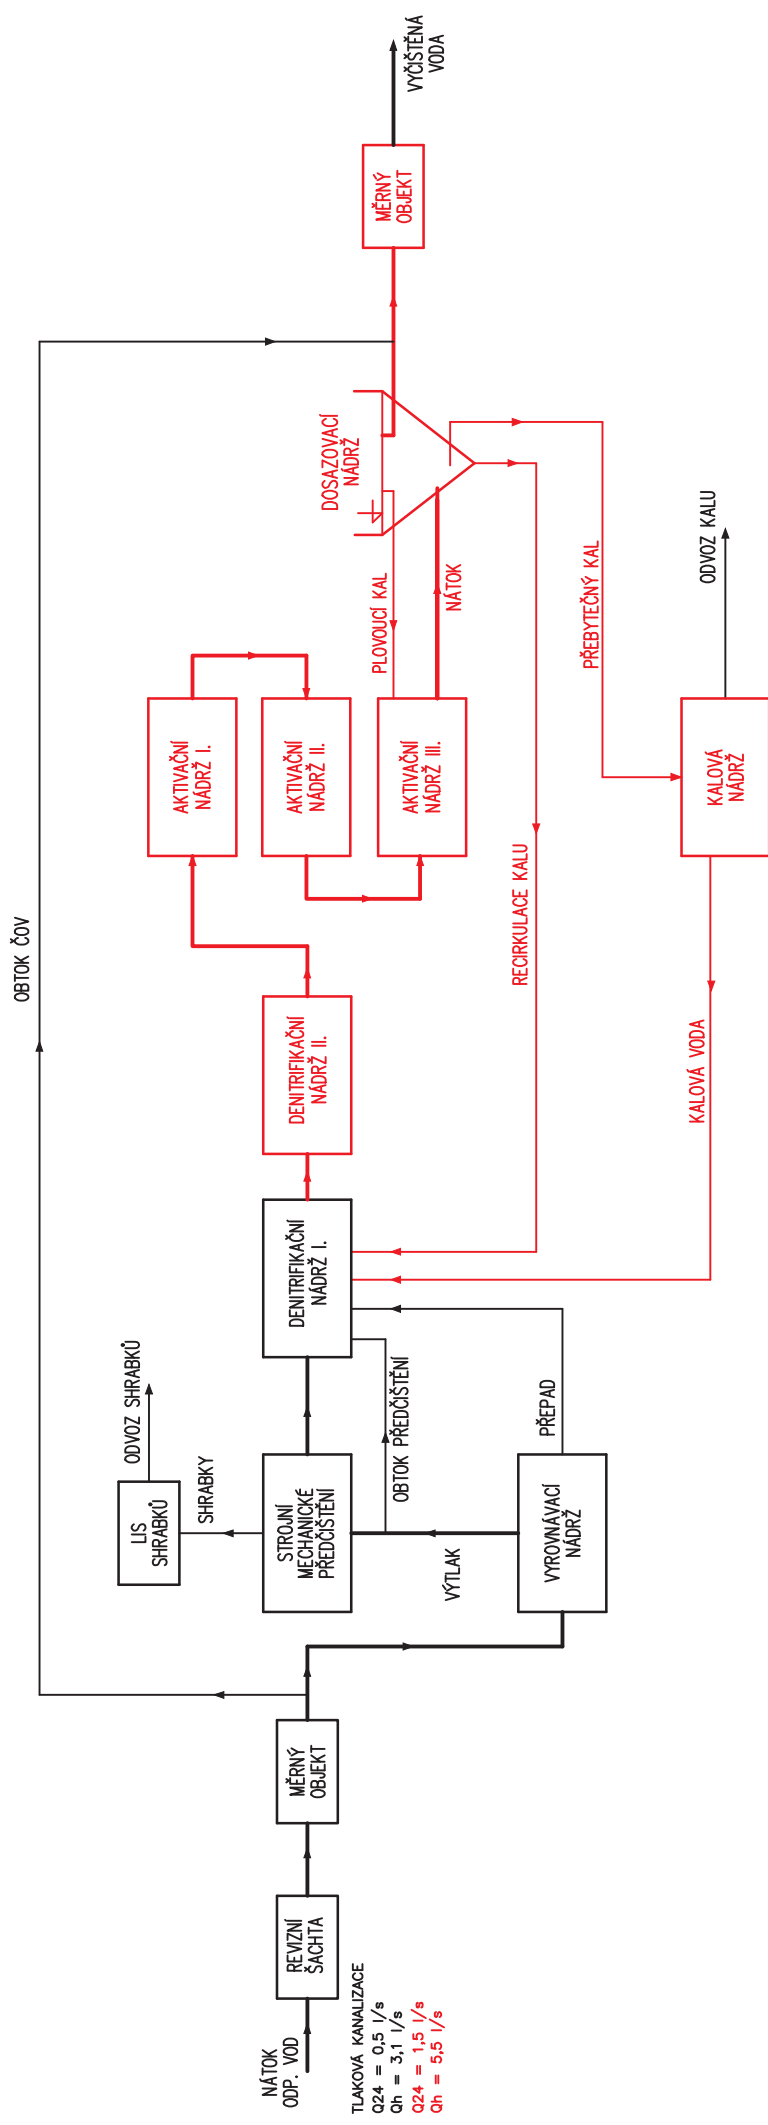 NÁTOK
ODP. VOD
TLAKOVÁ KANALIZACE
Q24 = 0,5 l/s
Qh = 3,1 l/s
Q24 = 1,5 l/s
Qh = 5,5 l/s
REVIZNÍ
ŠACHTA
MĚRNÝ
OBJEKT
OBTOK ČOV
LIS
SHRABKŮ
ODVOZ SHRABKŮ
SHRABKY
STROJNÍ
MECHANICKÉ
PŘEDČIŠTĚNÍ
OBTOK PŘEDČIŠTĚNÍ
VÝTLAK
VYROVNÁVACÍ
NÁDRŽ
PŘEPAD
DENITRIFIKAČNÍ
NÁDRŽ I.
DENITRIFIKAČNÍ
NÁDRŽ II.
AKTIVAČNÍ
NÁDRŽ I.
AKTIVAČNÍ
NÁDRŽ II.
AKTIVAČNÍ
NÁDRŽ III.
RECIRKULACE KALU
KALOVÁ VODA
PLOVOUCÍ KAL
NÁTOK
DOSAZOVACÍ
NÁDRŽ
PŘEBYTEČNÝ KAL
KALOVÁ
NÁDRŽ
ODVOZ KALU
MĚRNÝ
OBJEKT
VYČIŠTĚNÁ
VODA